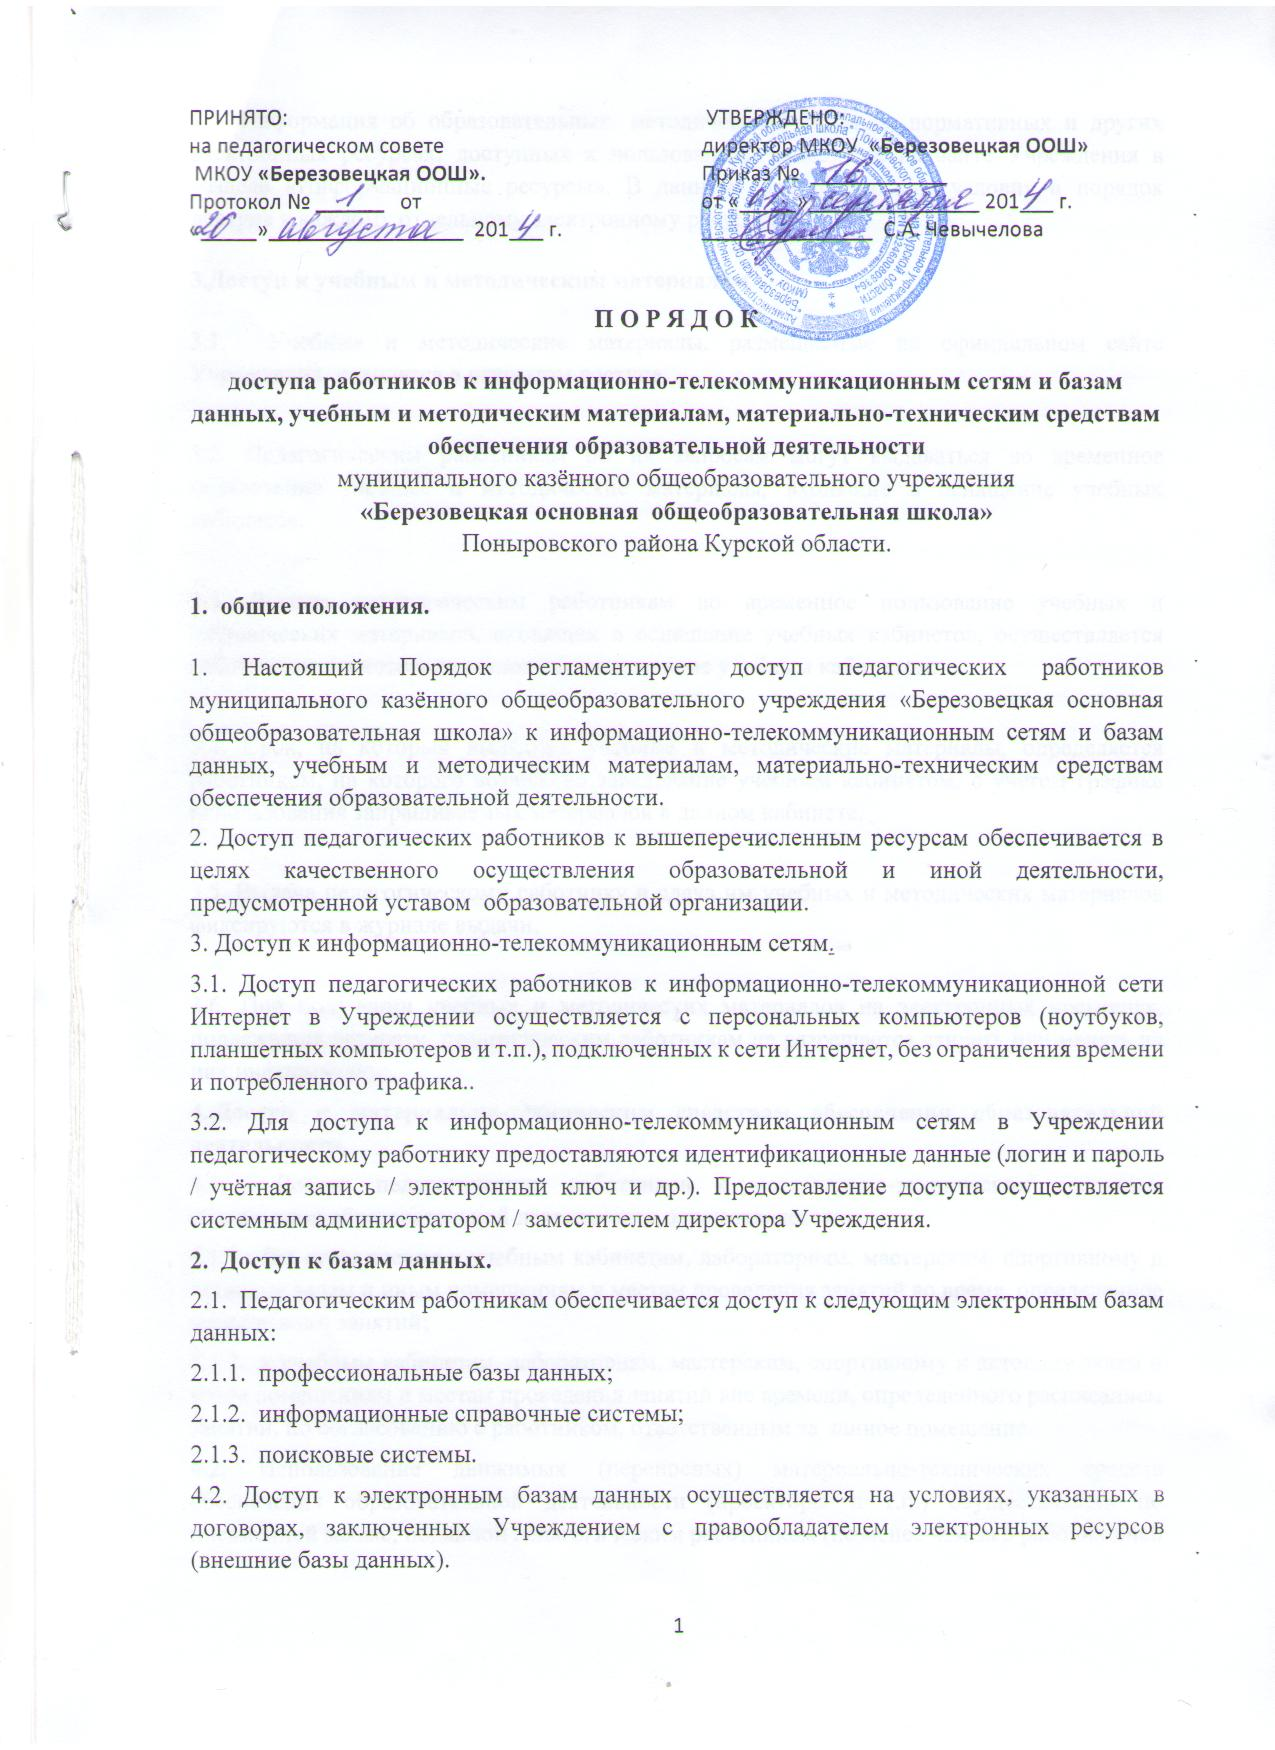 ПРИНЯТО:
на педагогическом совете
МКОУ «Березовецкая ООШ».
Протокол № 1 от
«26» августа 2014 г.
УТВЕРЖДЕНО:
директор МКОУ «Березовецкая ООШ»
Приказ №
от « » сентября 2014 г.
С.А. Чевычелова
П О Р Я Д О К
доступа работников к информационно-телекоммуникационным сетям и базам
данных, учебным и методическим материалам, материально-техническим средствам
обеспечения образовательной деятельности
муниципального казённого общеобразовательного учреждения
«Березовецкая основная общеобразовательная школа»
Поныровского района Курской области.
1. общие положения.
1. Настоящий Порядок регламентирует доступ педагогических работников
муниципального казённого общеобразовательного учреждения «Березовецкая основная
общеобразовательная школа» к информационно-телекоммуникационным сетям и базам
данных, учебным и методическим материалам, материально-техническим средствам
обеспечения образовательной деятельности.
2. Доступ педагогических работников к вышеперечисленным ресурсам обеспечивается в
целях качественного осуществления образовательной и иной деятельности,
предусмотренной уставом образовательной организации.
3. Доступ к информационно-телекоммуникационным сетям.
3.1. Доступ педагогических работников к информационно-телекоммуникационной сети
Интернет в Учреждении осуществляется с персональных компьютеров (ноутбуков,
планшетных компьютеров и т.п.), подключенных к сети Интернет, без ограничения времени
и потребленного трафика..
3.2. Для доступа к информационно-телекоммуникационным сетям в Учреждении
педагогическому работнику предоставляются идентификационные данные (логин и пароль
/ учётная запись / электронный ключ и др.). Предоставление доступа осуществляется
системным администратором / заместителем директора Учреждения.
2. Доступ к базам данных.
2.1. Педагогическим работникам обеспечивается доступ к следующим электронным базам
данных:
2.1.1. профессиональные базы данных;
2.1.2. информационные справочные системы;
2.1.3. поисковые системы.
4.2. Доступ к электронным базам данных осуществляется на условиях, указанных в
договорах, заключенных Учреждением с правообладателем электронных ресурсов
(внешние базы данных).
1